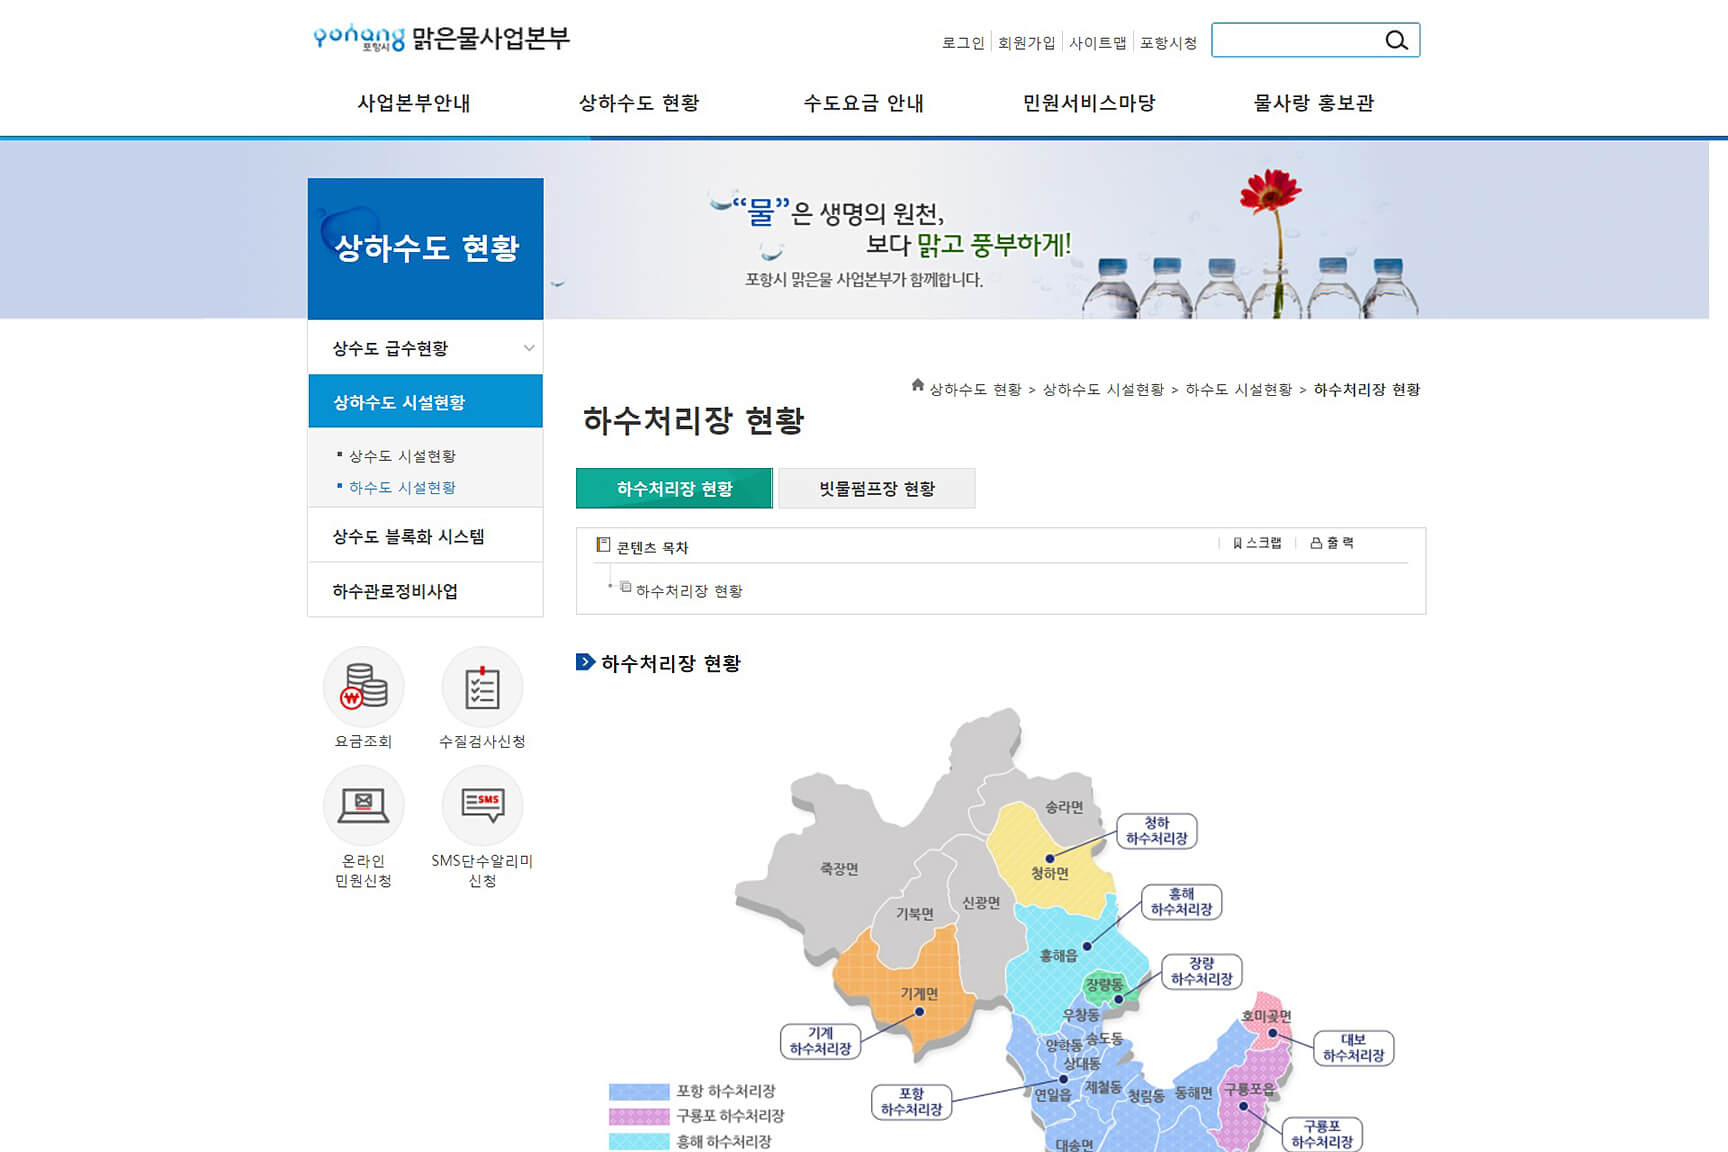 pohang 포항시 맑은물사업본부
로그인 회원가입 사이트맵 포항시청
사업본부안내 상하수도 현황 수도요금 안내 민원서비스마당 물사랑 홍보관
상하수도 현황
“물”은 생명의 원천,
보다 맑고 풍부하게!
포항시 맑은물 사업본부가 함께합니다.
상수도 급수현황
상하수도 시설현황
상수도 시설현황
하수도 시설현황
상수도 블록화 시스템
하수관로정비사업
요금조회
수질검사신청
온라인
민원신청
SMS
SMS단수알리미
신청
상하수도 현황 > 상하수도 시설현황 > 하수도 시설현황 > 하수처리장 현황
하수처리장 현황
하수처리장 현황 빗물펌프장 현황
콘텐츠 목차
스크랩 출 력
하수처리장 현황
하수처리장 현황
송라면
청하
하수처리장
죽장면
청하면
신광면
기북면
흥해
하수처리장
흥해읍
장량
하수처리장
장량동
기계면
우창동
호미곶면
기계
하수처리장
양학동
송도동
상대동
대보
하수처리장
포항
하수처리장
연일읍
제철동
청림동
동해면
구룡포읍
구룡포
하수처리장
대송면
포항 하수처리장
구룡포 하수처리장
흥해 하수처리장